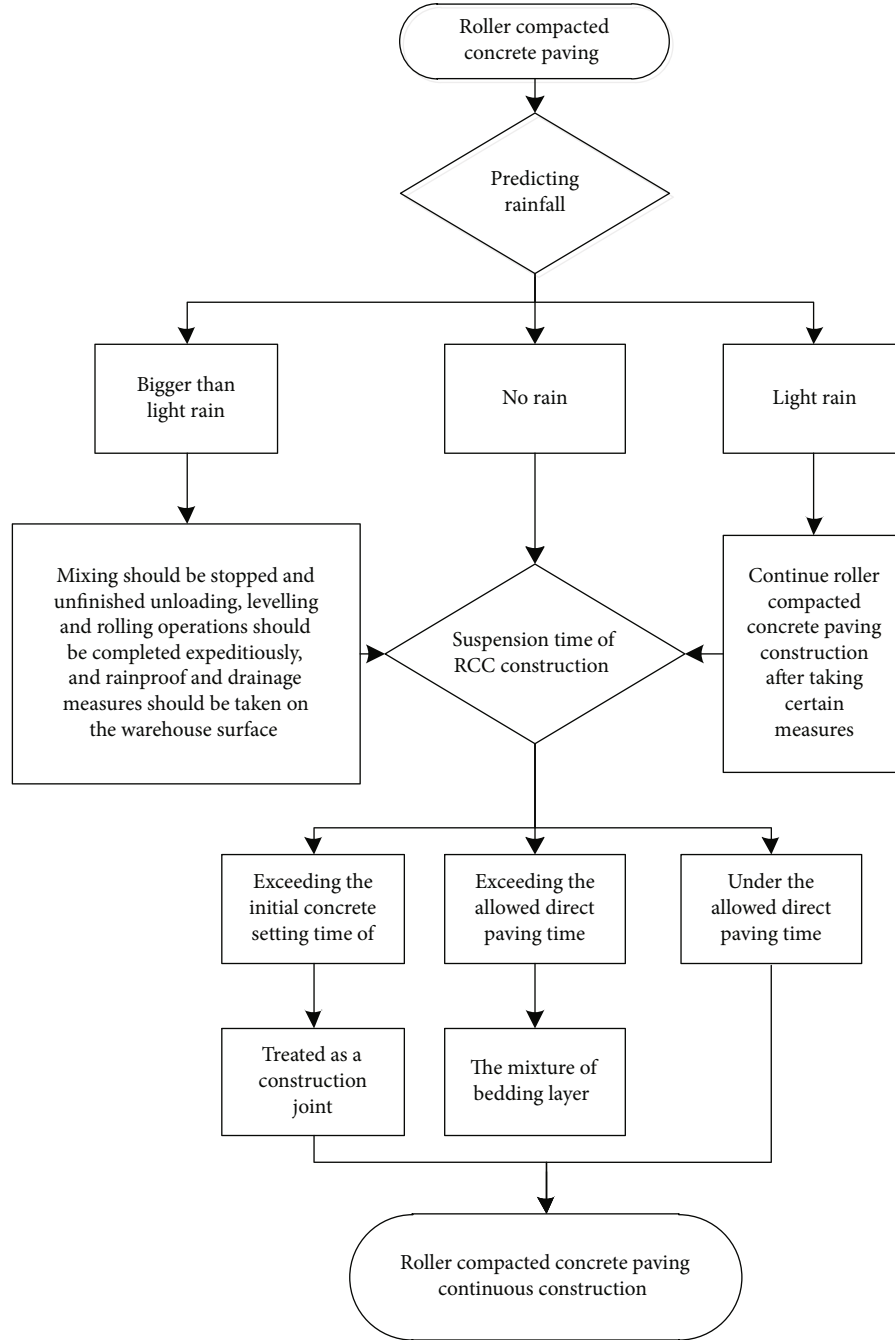 Roller compacted
concrete paving
Predicting
rainfall
Bigger than
light rain
No rain
Light rain
Mixing should be stopped and
unfinished unloading, levelling
and rolling operations should
be completed expeditiously,
and rainproof and drainage
measures should be taken on
the warehouse surface
Suspension time of
RCC construction
Continue roller
compacted
concrete paving
construction
after taking
certain
measures
Exceeding the
initial concrete
setting time of
Exceeding the
allowed direct
paving time
Under the
allowed direct
paving time
Treated as a
construction
joint
The mixture of
bedding layer
Roller compacted concrete paving
continuous construction